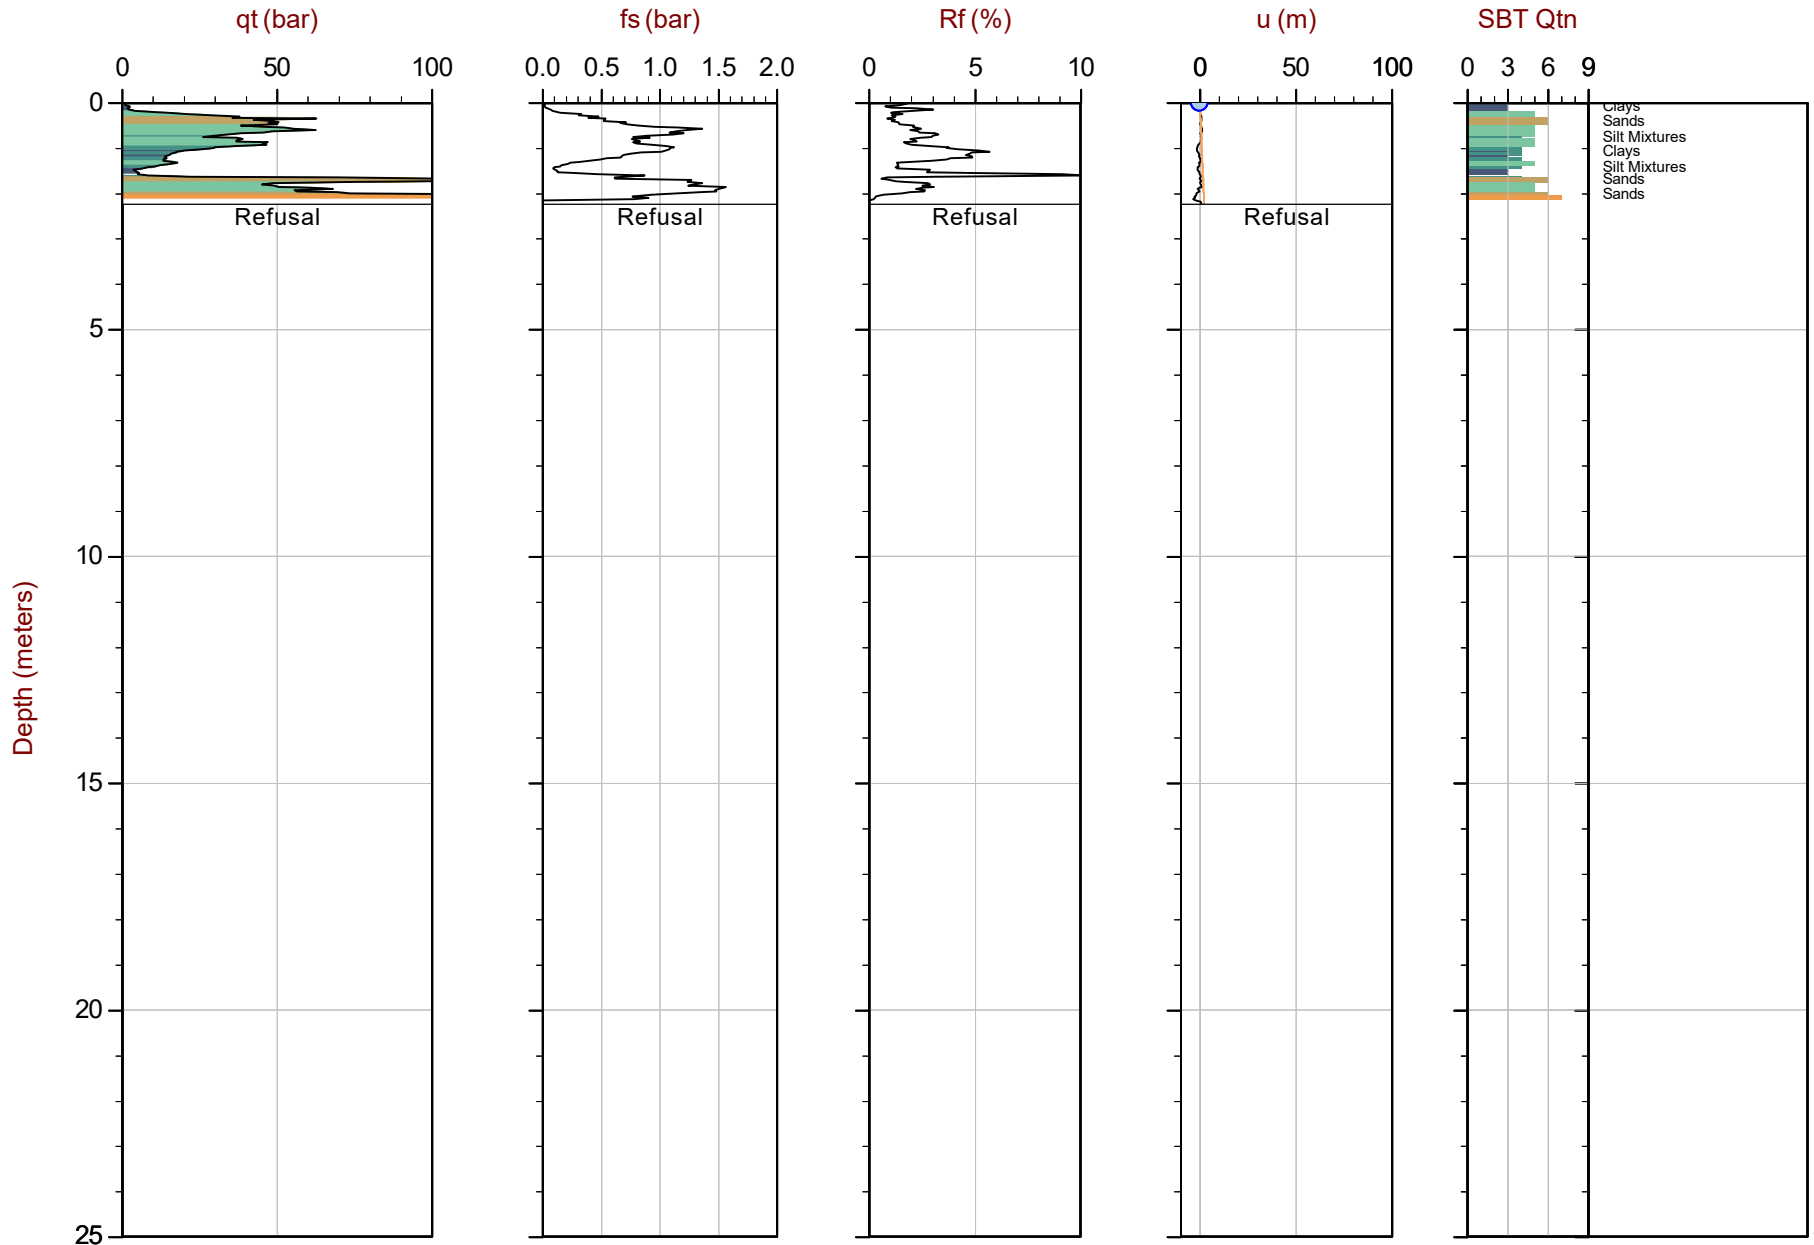 qt (bar) fs (bar) Rf (%) u (m) SBT Qtn
0 50 100 0.0 0.5 1.0 1.5 2.0 0 5 10 0 50 100 0 3 6 9
0
Clays
Sands
Silt Mixtures
Clays
Silt Mixtures
Sands
Sands
Refusal Refusal Refusal Refusal
5
10
Depth (meters)
15
20
25